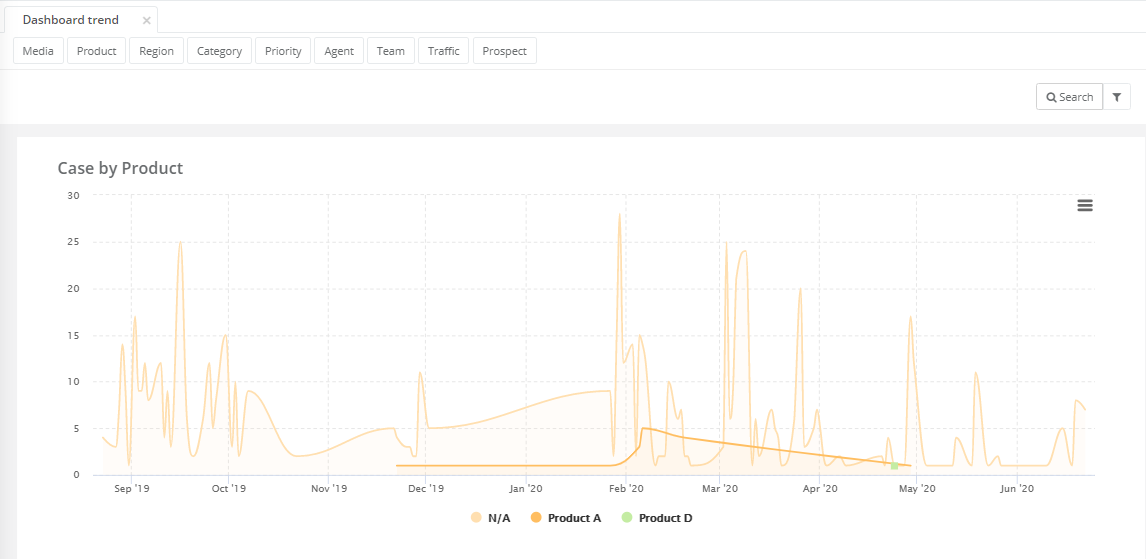 Dashboard trend ×
Media Product Region Category Priority Agent Team Traffic Prospect
Search
Case by Product
30
25
20
15
10
5
0
Sep '19 Oct '19 Nov '19 Dec '19 Jan '20 Feb '20 Mar '20 Apr '20 May '20 Jun '20
N/A Product A Product D